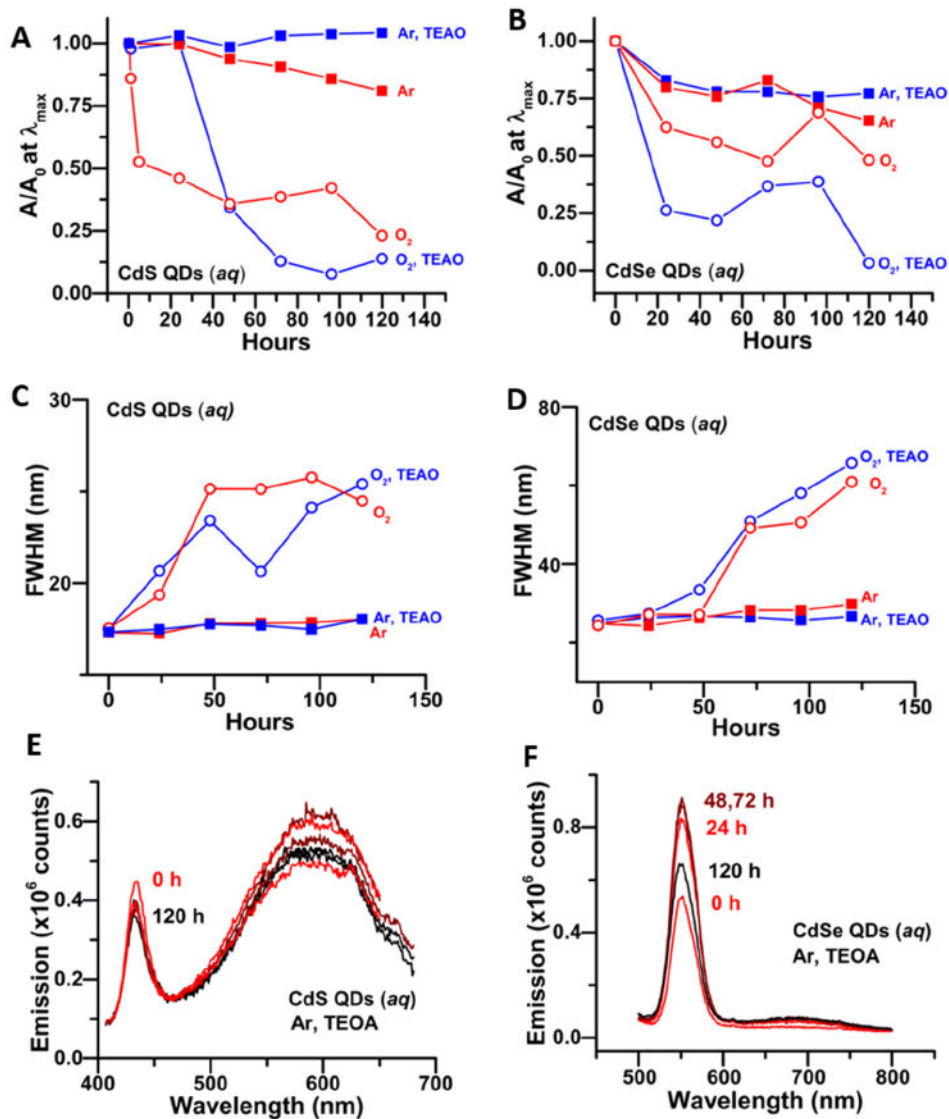 A
A/A0 at λmax
1.00
0.75
0.50
0.25
0.00
Ar, TEAO
Ar
O2
O2, TEAO
CdS QDs (aq)
0 20 40 60 80 100 120 140
Hours
B
A/A0 at λmax
1.00
0.75
0.50
0.25
0.00
Ar, TEAO
Ar
O2
O2, TEAO
CdSe QDs (aq)
0 20 40 60 80 100 120 140
Hours
C
FWHM (nm)
30
20
CdS QDs (aq)
O2, TEAO
O2
Ar, TEAO
Ar
0 50 100 150
Hours
D
FWHM (nm)
80
40
CdSe QDs (aq)
O2, TEAO
O2
Ar
Ar, TEAO
0 50 100 150
Hours
E
Emission (x10^6 counts)
0.6
0.4
0.2
0.0
0 h
120 h
CdS QDs (aq)
Ar, TEOA
400 500 600 700
Wavelength (nm)
F
Emission (x10^6 counts)
0.8
0.4
0.0
48,72 h
24 h
120 h
0 h
CdSe QDs (aq)
Ar, TEOA
500 600 700 800
Wavelength (nm)